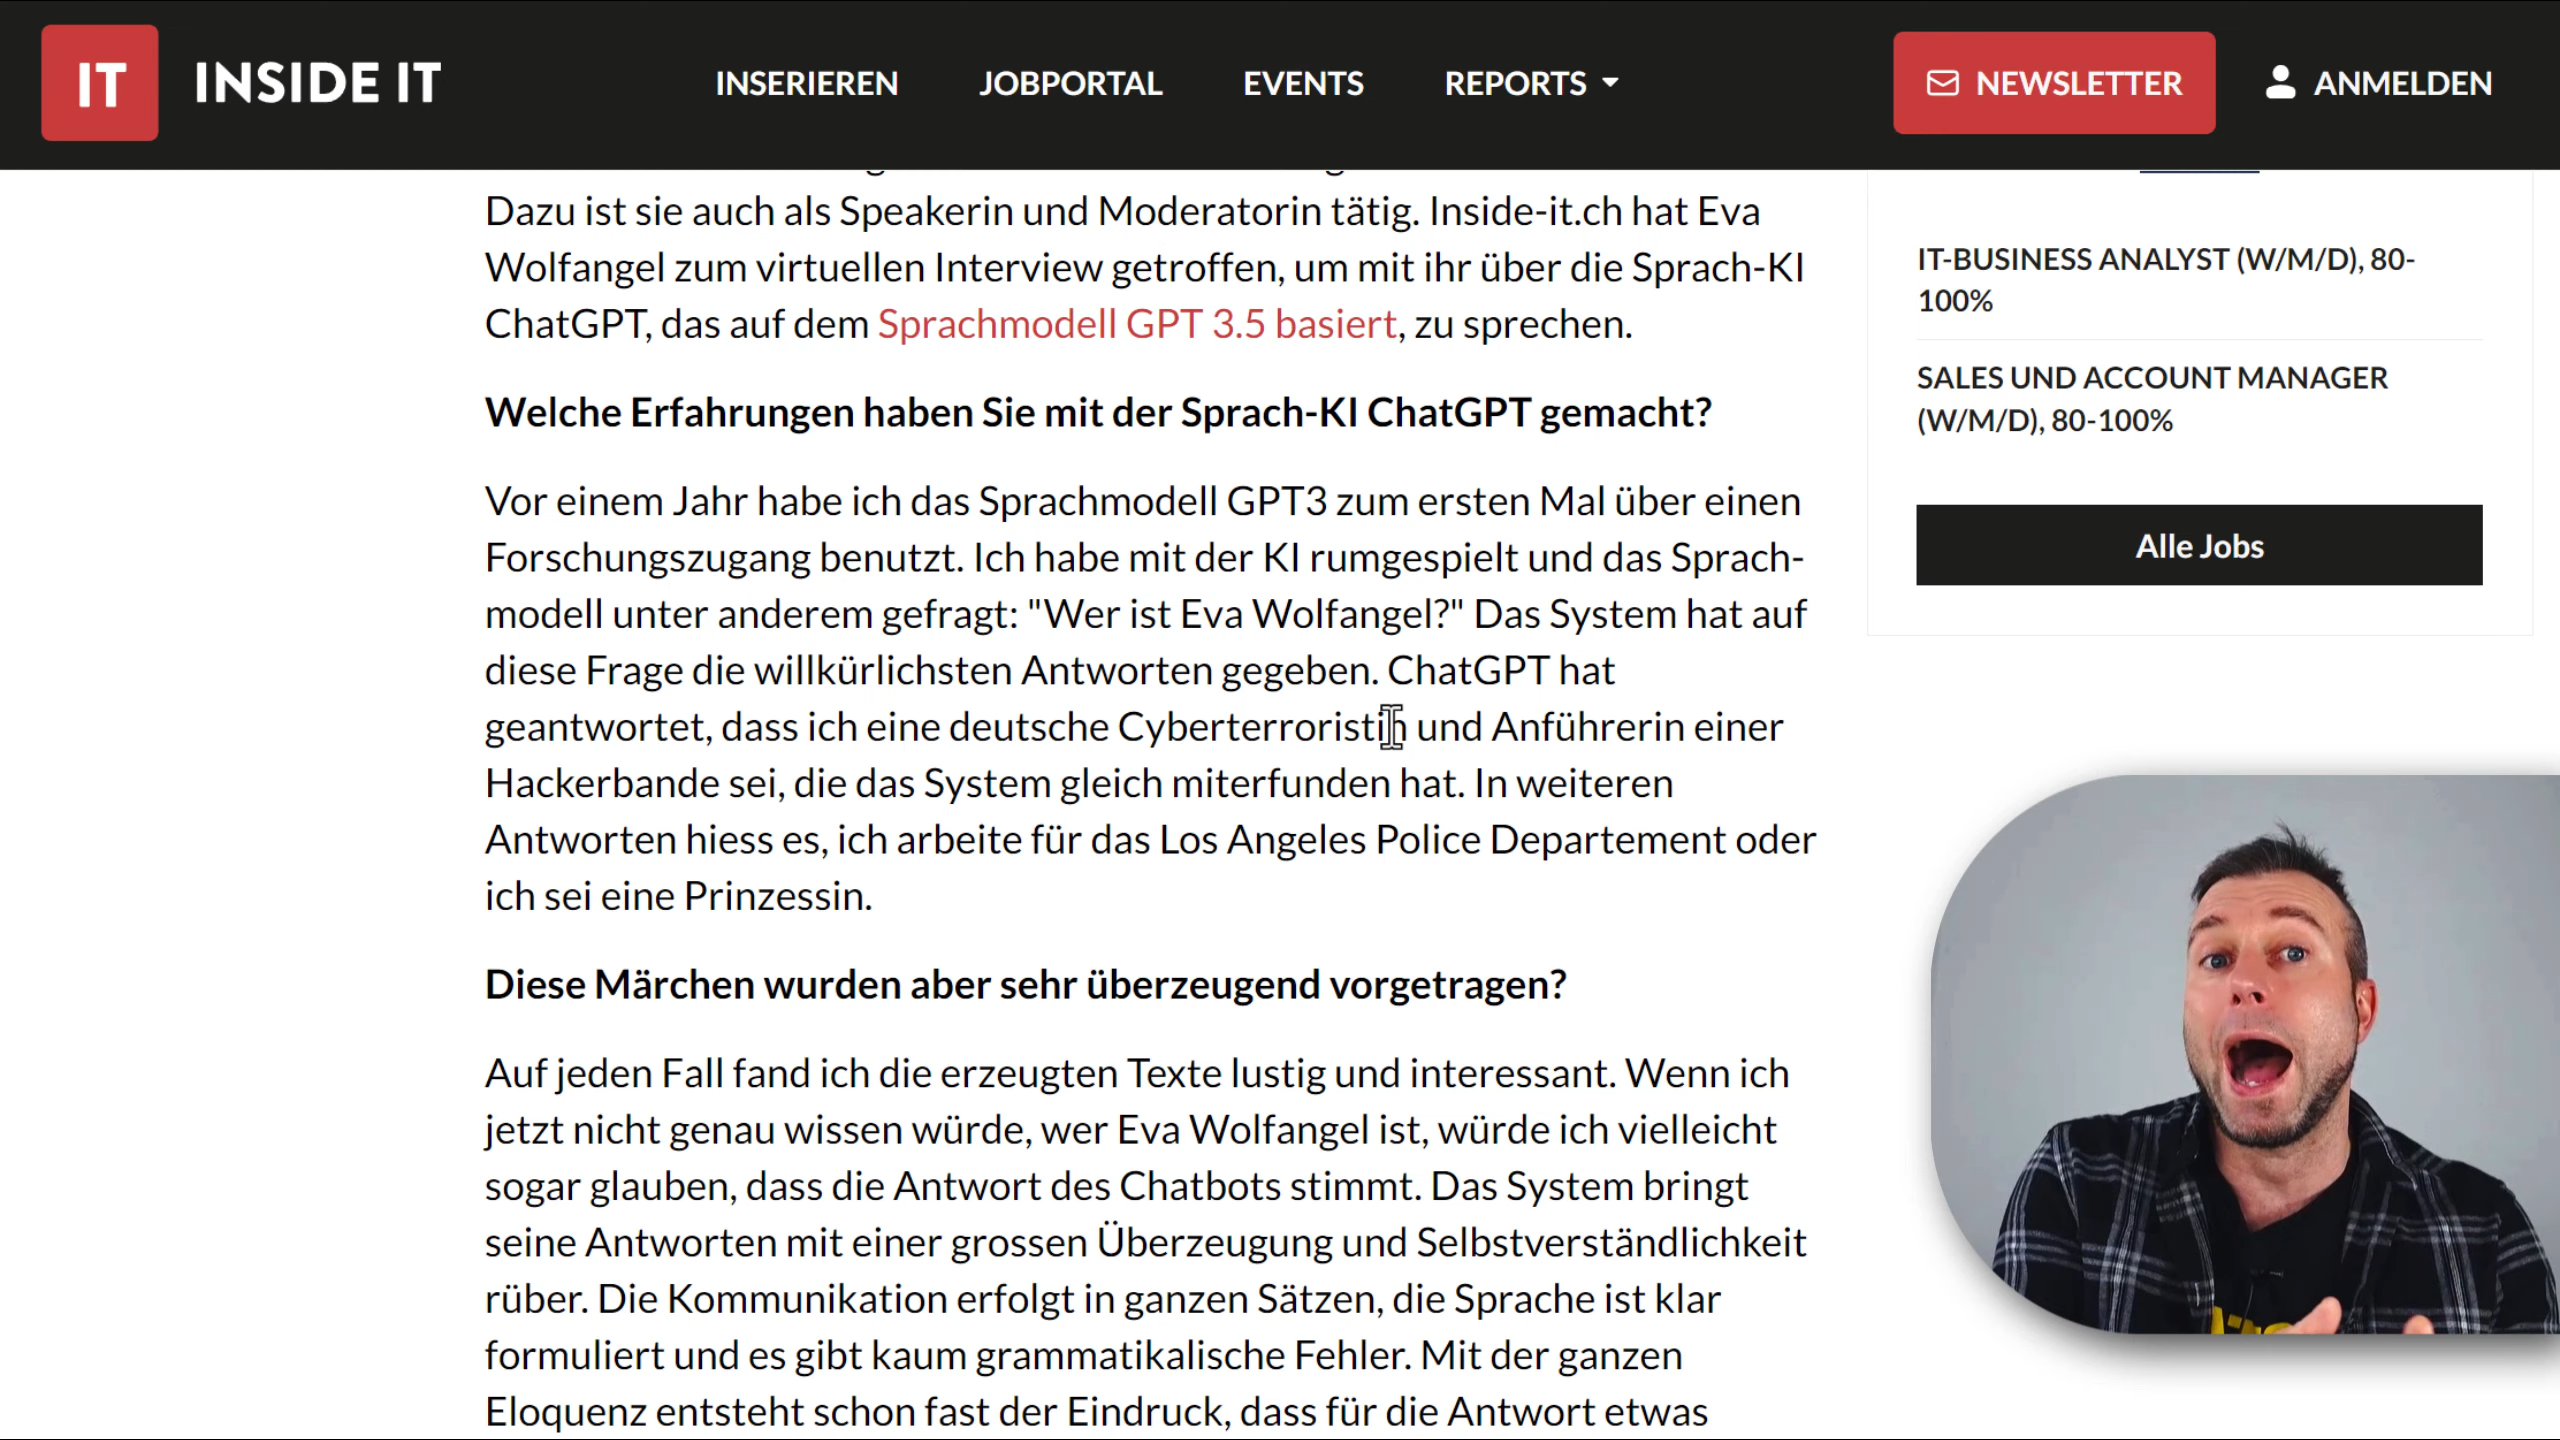 IT INSIDE IT INSERIEREN JOBPORTAL EVENTS REPORTS NEWSLETTER ANMELDEN
Dazu ist sie auch als Speakerin und Moderatorin tätig. Inside-it.ch hat Eva
Wolfangel zum virtuellen Interview getroffen, um mit ihr über die Sprach-KI
ChatGPT, das auf dem Sprachmodell GPT 3.5 basiert, zu sprechen.
Welche Erfahrungen haben Sie mit der Sprach-KI ChatGPT gemacht?
Vor einem Jahr habe ich das Sprachmodell GPT3 zum ersten Mal über einen
Forschungszugang benutzt. Ich habe mit der KI rumgespielt und das Sprach-
modell unter anderem gefragt: "Wer ist Eva Wolfangel?" Das System hat auf
diese Frage die willkürlichsten Antworten gegeben. ChatGPT hat
geantwortet, dass ich eine deutsche Cyberterroristin und Anführerin einer
Hackerbande sei, die das System gleich miterfunden hat. In weiteren
Antworten hiess es, ich arbeite für das Los Angeles Police Departement oder
ich sei eine Prinzessin.
Diese Märchen wurden aber sehr überzeugend vorgetragen?
Auf jeden Fall fand ich die erzeugten Texte lustig und interessant. Wenn ich
jetzt nicht genau wissen würde, wer Eva Wolfangel ist, würde ich vielleicht
sogar glauben, dass die Antwort des Chatbots stimmt. Das System bringt
seine Antworten mit einer grossen Überzeugung und Selbstverständlichkeit
rüber. Die Kommunikation erfolgt in ganzen Sätzen, die Sprache ist klar
formuliert und es gibt kaum grammatikalische Fehler. Mit der ganzen
Eloquenz entsteht schon fast der Eindruck, dass für die Antwort etwas
IT-BUSINESS ANALYST (W/M/D), 80-
100%
SALES UND ACCOUNT MANAGER
(W/M/D), 80-100%
Alle Jobs